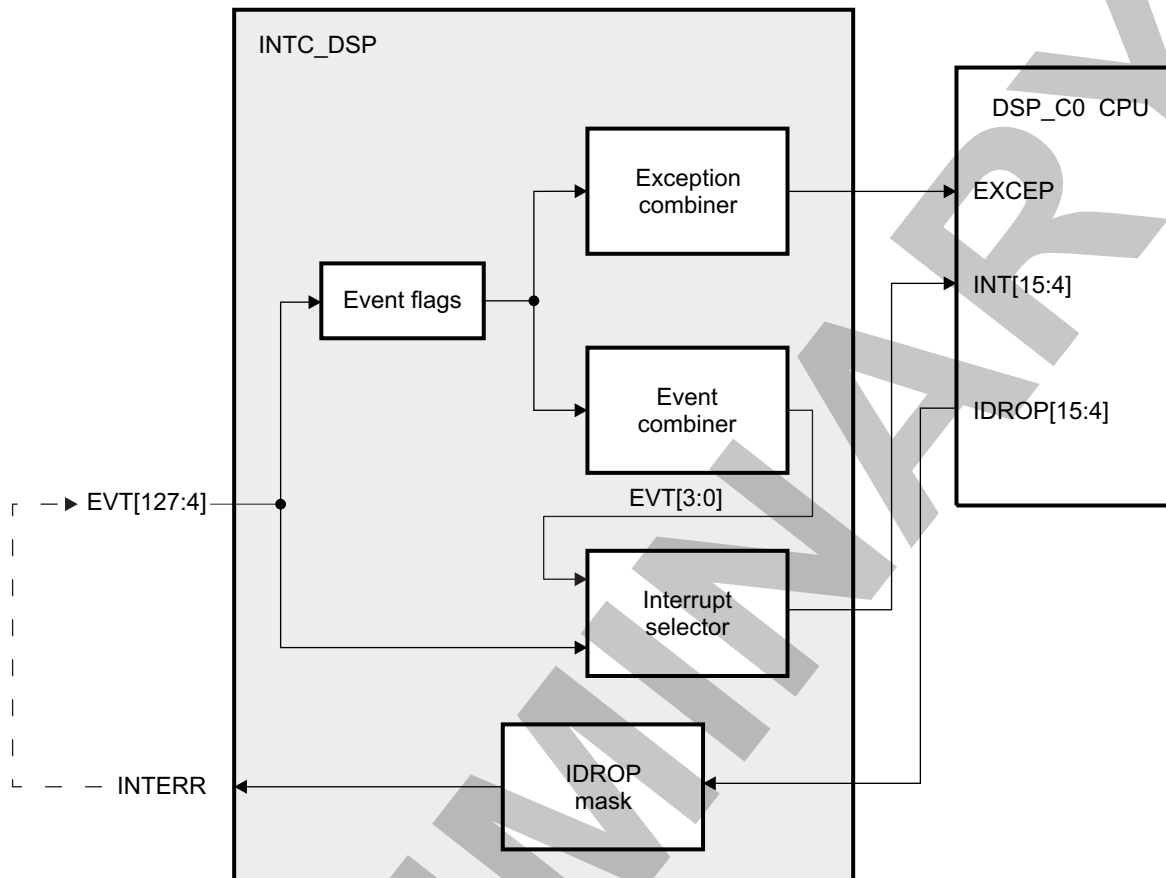 INTC_DSP
DSP_C0 CPU
Exception
combiner
EXCEP
Event flags
INT[15:4]
Event
combiner
IDROP[15:4]
EVT[127:4]
EVT[3:0]
Interrupt
selector
IDROP
mask
INTERR
MINARY